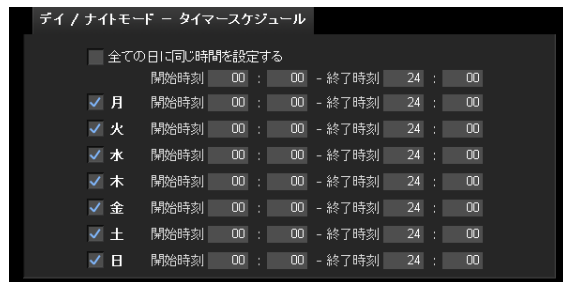 デイ / ナイトモード － タイマースケジュール
全ての日に同じ時間を設定する
開始時刻 00 : 00 - 終了時刻 24 : 00
月 開始時刻 00 : 00 - 終了時刻 24 : 00
火 開始時刻 00 : 00 - 終了時刻 24 : 00
水 開始時刻 00 : 00 - 終了時刻 24 : 00
木 開始時刻 00 : 00 - 終了時刻 24 : 00
金 開始時刻 00 : 00 - 終了時刻 24 : 00
土 開始時刻 00 : 00 - 終了時刻 24 : 00
日 開始時刻 00 : 00 - 終了時刻 24 : 00